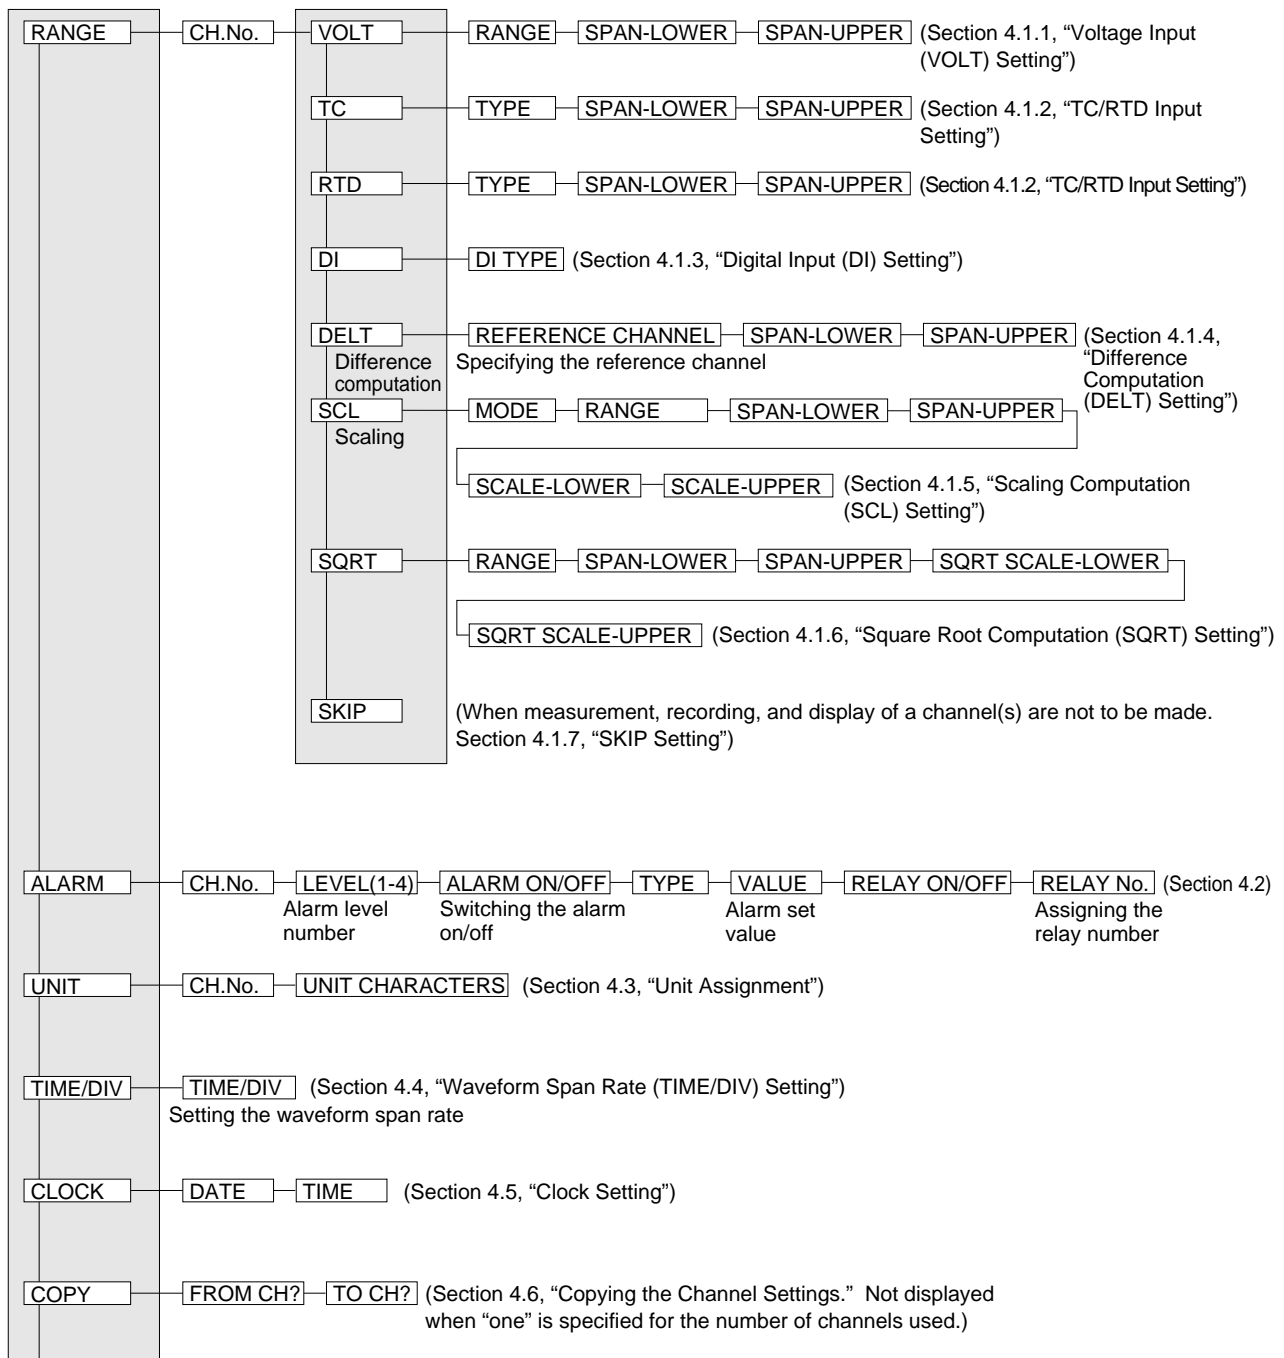 RANGE CH.No. VOLT RANGE SPAN-LOWER SPAN-UPPER (Section 4.1.1, “Voltage Input
(VOLT) Setting”)
TC TYPE SPAN-LOWER SPAN-UPPER (Section 4.1.2, “TC/RTD Input
Setting”)
RTD TYPE SPAN-LOWER SPAN-UPPER (Section 4.1.2, “TC/RTD Input Setting”)
DI DI TYPE (Section 4.1.3, “Digital Input (DI) Setting”)
DELT REFERENCE CHANNEL SPAN-LOWER SPAN-UPPER (Section 4.1.4,
Difference Specifying the reference channel “Difference
computation Computation
(DELT) Setting”)
SCL MODE RANGE SPAN-LOWER SPAN-UPPER
Scaling
SCALE-LOWER SCALE-UPPER (Section 4.1.5, “Scaling Computation
(SCL) Setting”)
SQRT RANGE SPAN-LOWER SPAN-UPPER SQRT SCALE-LOWER
SQRT SCALE-UPPER (Section 4.1.6, “Square Root Computation (SQRT) Setting”)
SKIP (When measurement, recording, and display of a channel(s) are not to be made.
Section 4.1.7, “SKIP Setting”)
ALARM CH.No. LEVEL(1-4) ALARM ON/OFF TYPE VALUE RELAY ON/OFF RELAY No. (Section 4.2)
Alarm level Switching the alarm Alarm set Assigning the
number on/off value relay number
UNIT CH.No. UNIT CHARACTERS (Section 4.3, “Unit Assignment”)
TIME/DIV TIME/DIV (Section 4.4, “Waveform Span Rate (TIME/DIV) Setting”)
Setting the waveform span rate
CLOCK DATE TIME (Section 4.5, “Clock Setting”)
COPY FROM CH? TO CH? (Section 4.6, “Copying the Channel Settings.” Not displayed
when “one” is specified for the number of channels used.)